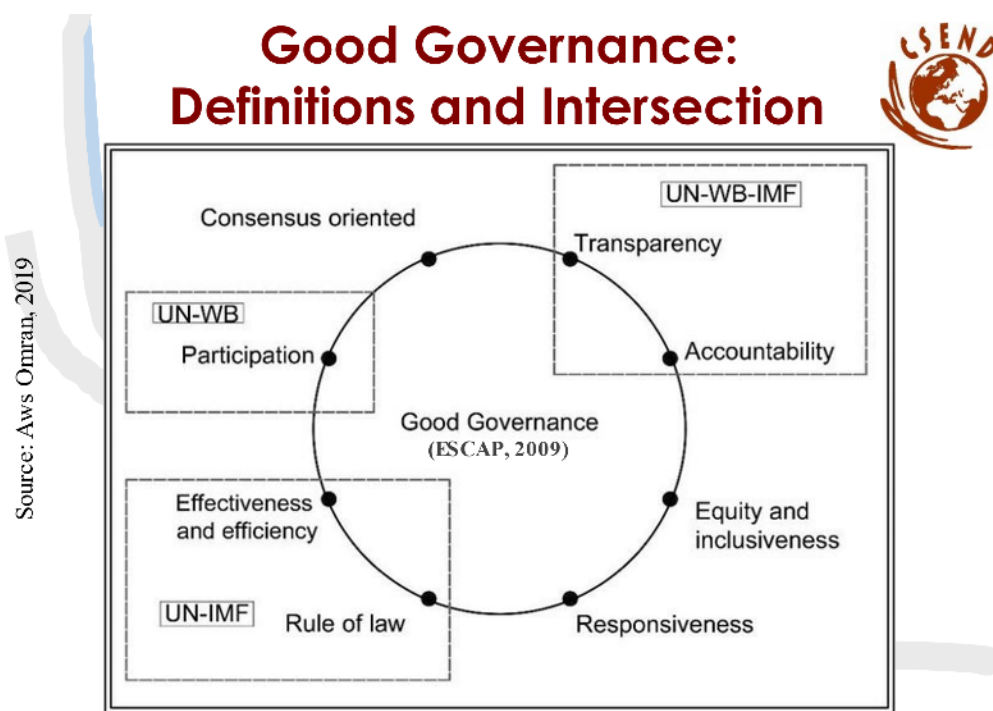 Good Governance:
Definitions and Intersection
CSEND
Source: Aws Omran, 2019
UN-WB-IMF
Consensus oriented
Transparency
UN-WB
Participation
Accountability
Good Governance
(ESCAP, 2009)
Effectiveness
and efficiency
Equity and
inclusiveness
UN-IMF
Rule of law
Responsiveness